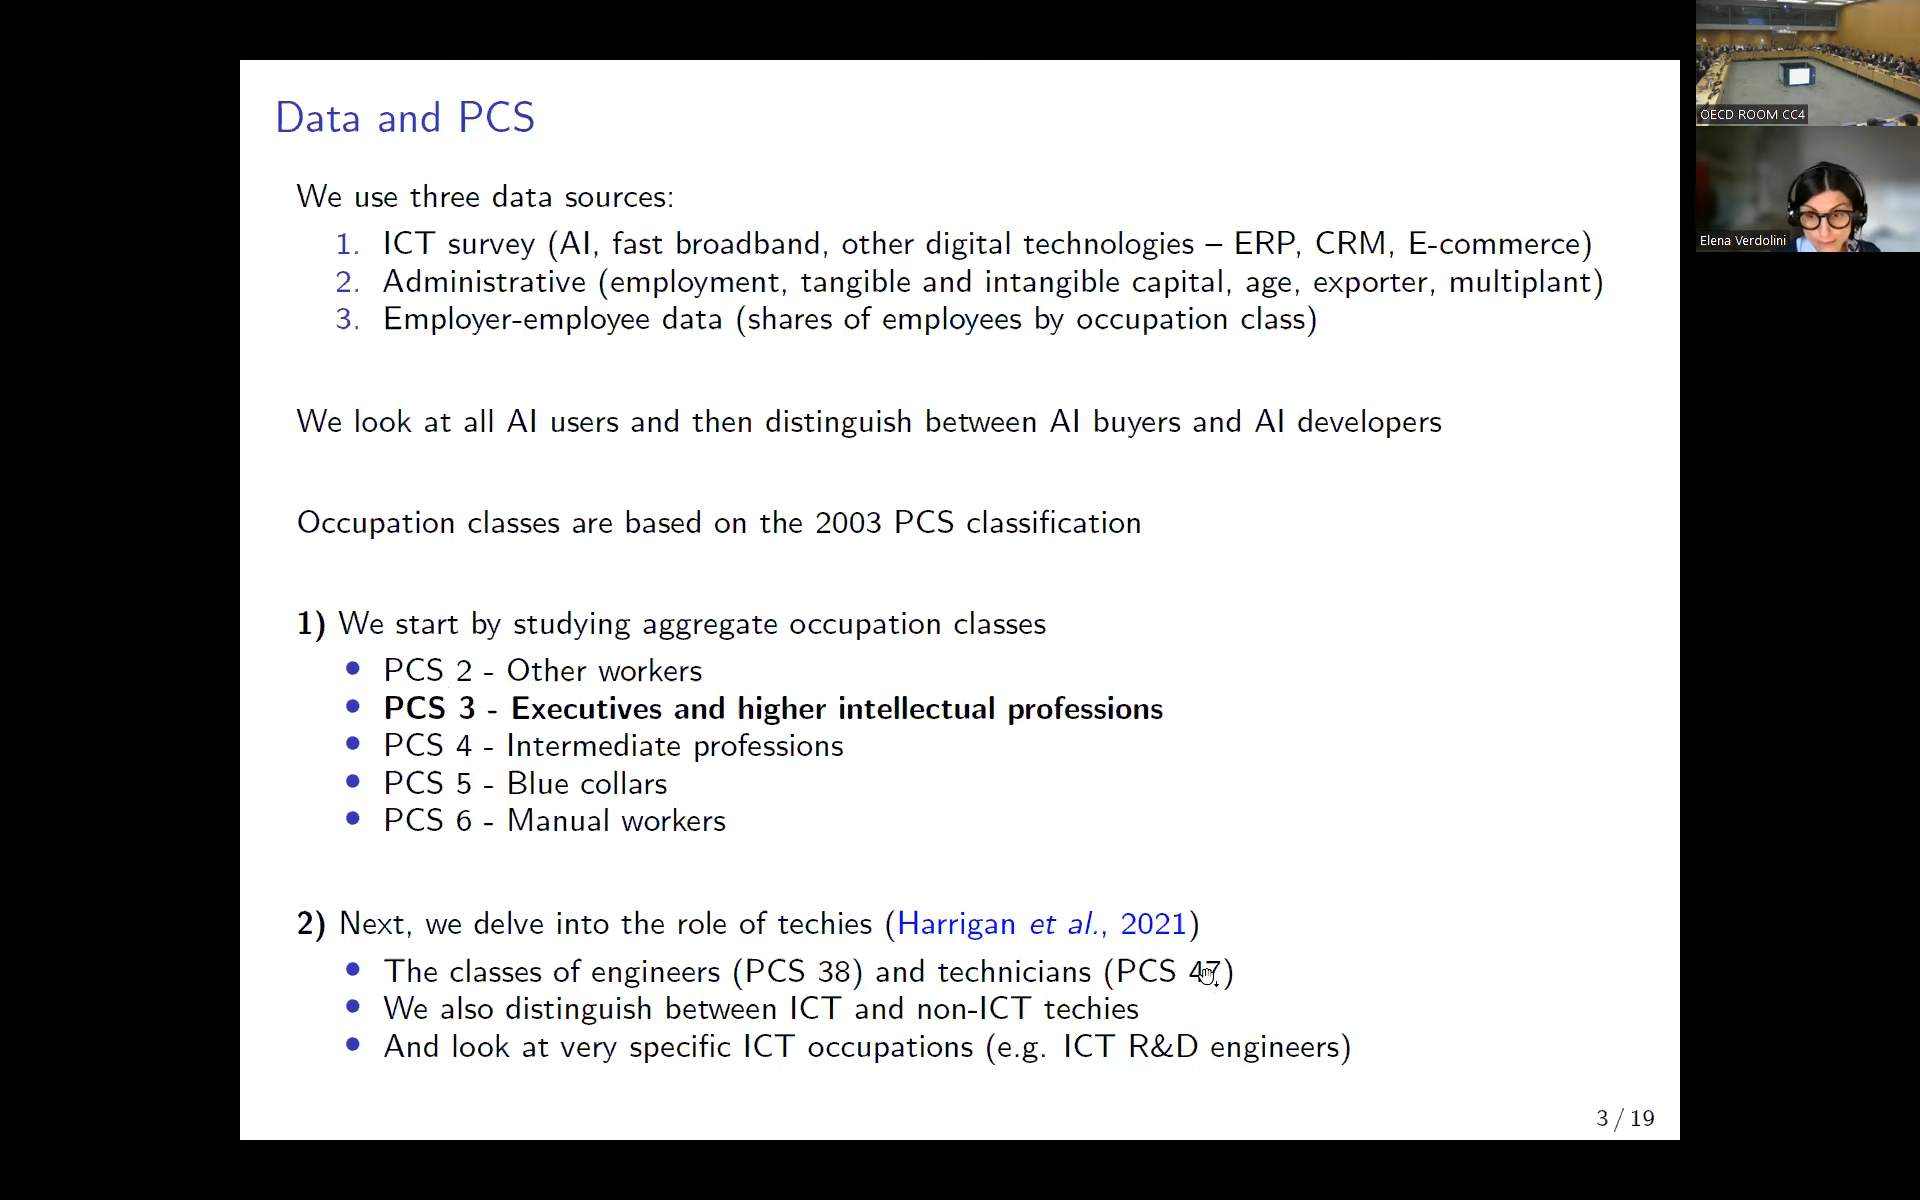 Data and PCS
We use three data sources:
1. ICT survey (AI, fast broadband, other digital technologies – ERP, CRM, E-commerce)
2. Administrative (employment, tangible and intangible capital, age, exporter, multiplant)
3. Employer-employee data (shares of employees by occupation class)
We look at all AI users and then distinguish between AI buyers and AI developers
Occupation classes are based on the 2003 PCS classification
1) We start by studying aggregate occupation classes
• PCS 2 - Other workers
• PCS 3 - Executives and higher intellectual professions
• PCS 4 - Intermediate professions
• PCS 5 - Blue collars
• PCS 6 - Manual workers
2) Next, we delve into the role of techies (Harrigan et al., 2021)
• The classes of engineers (PCS 38) and technicians (PCS 47)
• We also distinguish between ICT and non-ICT techies
• And look at very specific ICT occupations (e.g. ICT R&D engineers)
3 / 19
OECD ROOM CC4
Elena Verdolini